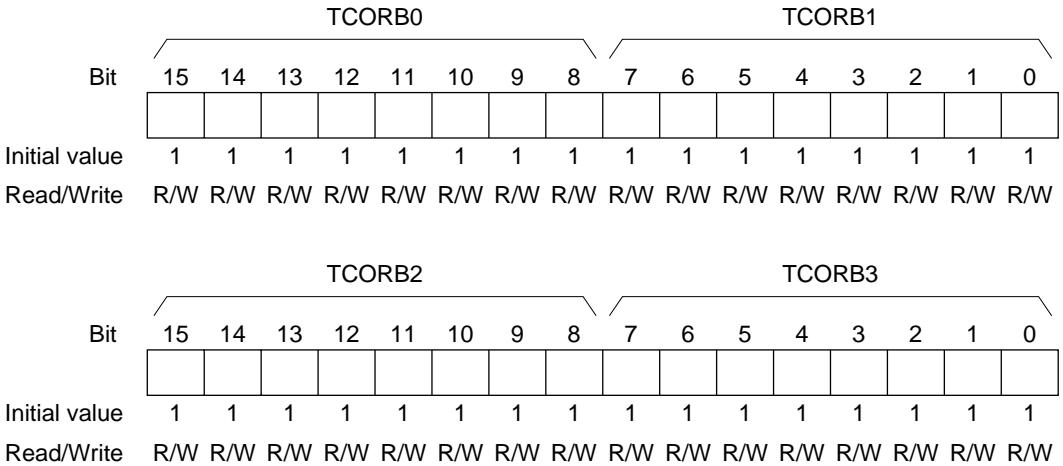 TCORB0 TCORB1
Bit 15 14 13 12 11 10 9 8 7 6 5 4 3 2 1 0
Initial value 1 1 1 1 1 1 1 1 1 1 1 1 1 1 1 1
Read/Write R/W R/W R/W R/W R/W R/W R/W R/W R/W R/W R/W R/W R/W R/W R/W R/W
TCORB2 TCORB3
Bit 15 14 13 12 11 10 9 8 7 6 5 4 3 2 1 0
Initial value 1 1 1 1 1 1 1 1 1 1 1 1 1 1 1 1
Read/Write R/W R/W R/W R/W R/W R/W R/W R/W R/W R/W R/W R/W R/W R/W R/W R/W